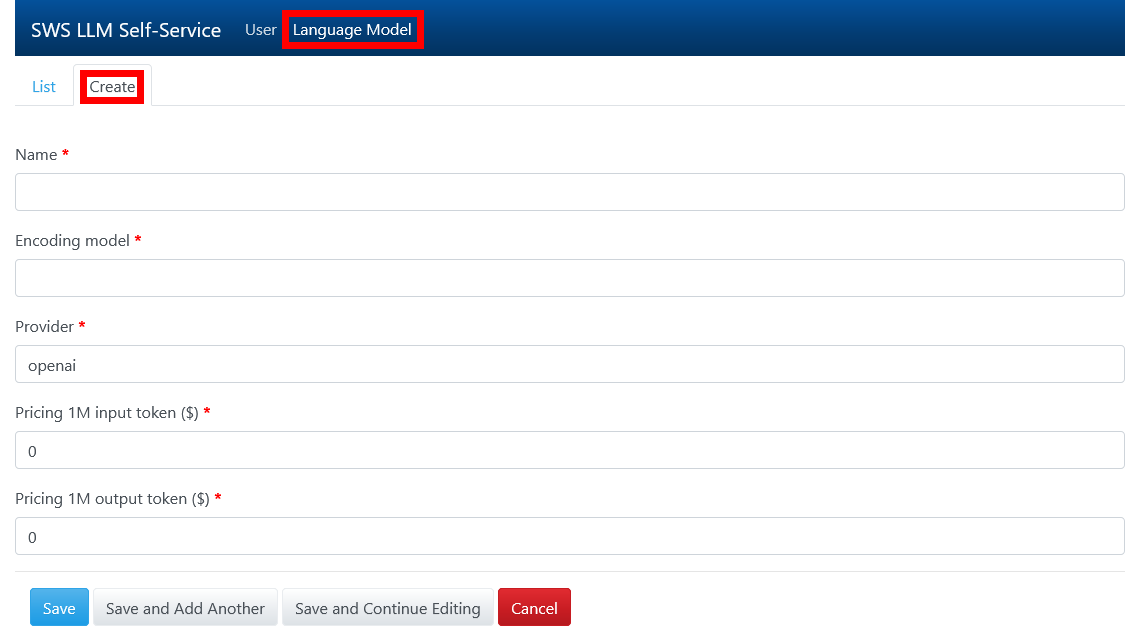 SWS LLM Self-Service User Language Model
List Create
Name *
Encoding model *
Provider *
openai
Pricing 1M input token ($) *
0
Pricing 1M output token ($) *
0
Save Save and Add Another Save and Continue Editing Cancel